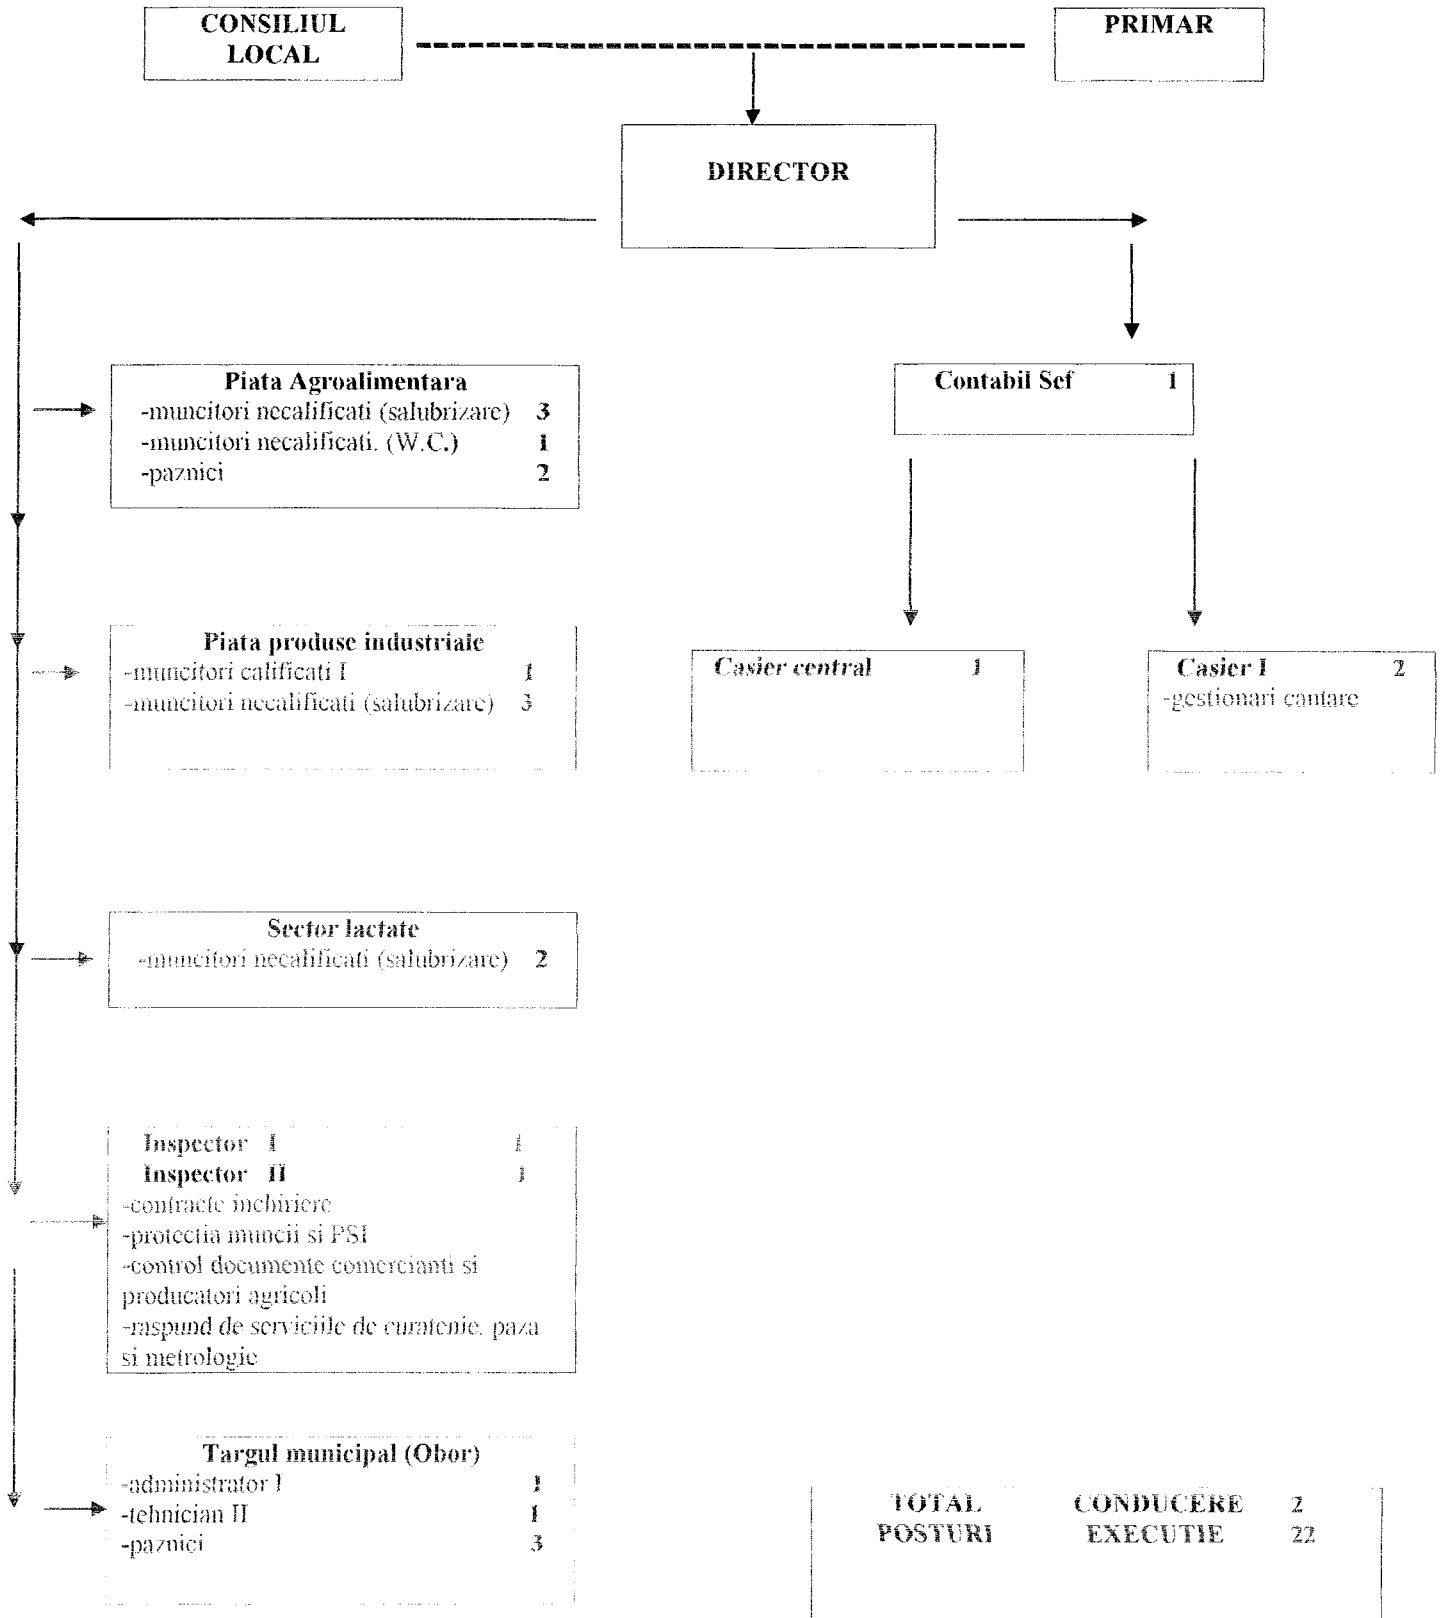 CONSILIUL
LOCAL
PRIMAR
DIRECTOR
Piata Agroalimentara
-muncitori necalificati (salubrizare) 3
-muncitori necalificati. (W.C.) 1
-paznici 2
Contabil Sef 1
Piata produse industriale
-muncitori calificati I 1
-muncitori necalificati (salubrizare) 3
Casier central 1
Casier I 2
-gestionari cantare
Sector lactate
-muncitori necalificati (salubrizare) 2
Inspector I 1
Inspector II 1
-contracte inchiriere
-protectia muncii si PSI
-control documente comercianti si
producatori agricoli
-raspund de serviciile de curatenie, paza
si metrologie
Targul municipal (Obor)
-administrator I 1
-tehnician II 1
-paznici 3
TOTAL CONDUCERE 2
POSTURI EXECUTIE 22